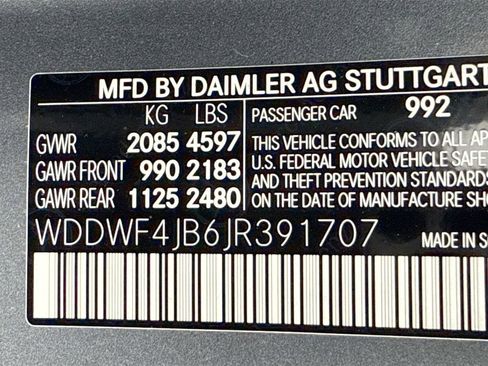 MFD BY DAIMLER AG STUTTGART
KG LBS PASSENGER CAR 992
GWVR 2085 4597 THIS VEHICLE CONFORMS TO ALL AP
GAWR FRONT 990 2183 U.S. FEDERAL MOTOR VEHICLE SAFE
GAWR REAR 1125 2480 AND THEFT PREVENTION STANDARDS
ON THE DATE OF MANUFACTURE SHO
WDDWF4JB6JR391707 MADE IN S